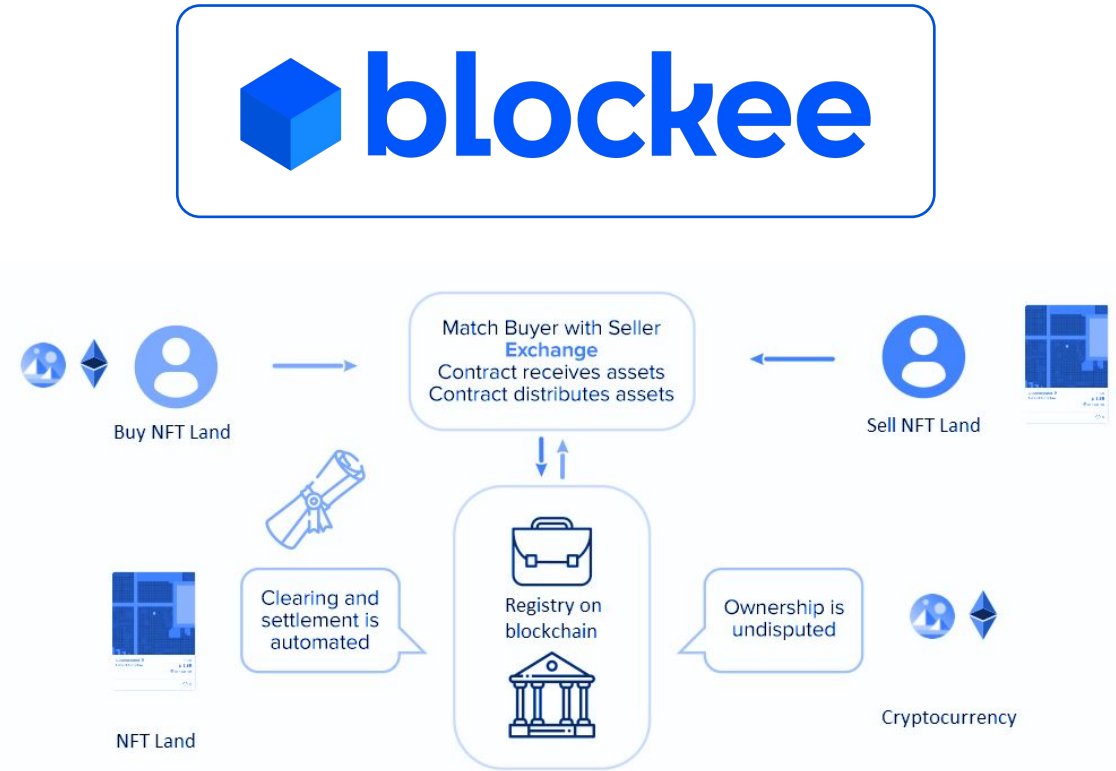 blockee
Match Buyer with Seller
Exchange
Contract receives assets
Contract distributes assets
Buy NFT Land
Sell NFT Land
Clearing and
settlement is
automated
Registry on
blockchain
Ownership is
undisputed
NFT Land
Cryptocurrency